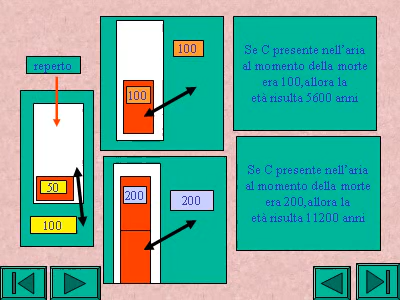 reperto
50
100
100
100
200
200
Se C presente nell'aria
al momento della morte
era 100,allora la
età risulta 5600 anni
Se C presente nell'aria
al momento della morte
era 200,allora la
età risulta 11200 anni